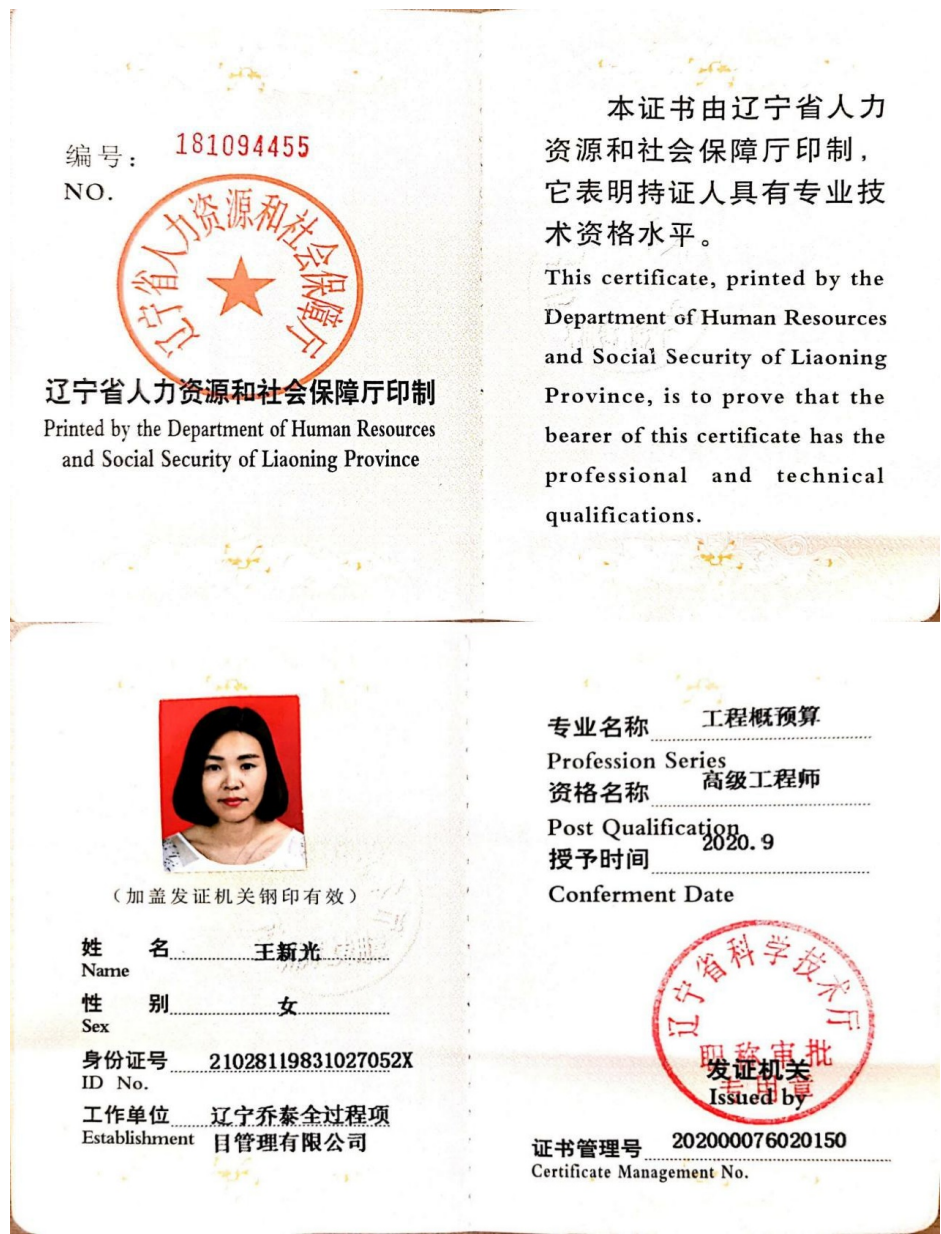 编号: 181094455
NO.
辽宁省人力资源和社会保障厅
辽宁省人力资源和社会保障厅印制
Printed by the Department of Human Resources
and Social Security of Liaoning Province
本证书由辽宁省人力
资源和社会保障厅印制，
它表明持证人具有专业技
术资格水平。
This certificate, printed by the
Department of Human Resources
and Social Security of Liaoning
Province, is to prove that the
bearer of this certificate has the
professional and technical
qualifications.
（加盖发证机关钢印有效）
姓 名 王新光
Name
性 别 女
Sex
身份证号 21028119831027052X
ID No.
工作单位 辽宁乔泰全过程项
Establishment 目管理有限公司
专业名称 工程概预算
Profession Series
资格名称 高级工程师
Post Qualification
授予时间 2020.9
Conferment Date
辽宁省科学技术厅
职称审批
专用章
发证机关
Issued by
证书管理号 202000076020150
Certificate Management No.